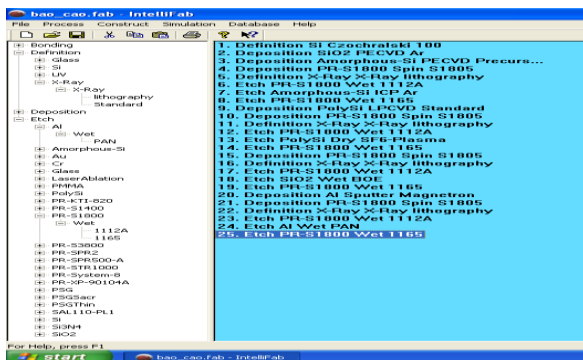 bao_cao.fab - IntelliFab
File Process Construct Simulation Database Help
Bonding
Definition
Glass
Si
UV
X-Ray
X-Ray
lithography
Standard
Deposition
Etch
Al
Wet
PAN
Amorphous-Si
Au
Cr
Glass
LaserAblation
PMMA
PolySi
PR-KTI-820
PR-S1400
PR-S1800
Wet
1112A
1165
PR-S3800
PR-SPR2
PR-SPR500-A
PR-STR1000
PR-System-8
PR-XP-90104A
PSG
PSGSacr
PSGThin
SAL110-PL1
Si
Si3N4
SiO2
1. Definition Si Czochralski 100
2. Deposition SiO2 PECVD Ar
3. Deposition Amorphous-Si PECVD Precurs...
4. Deposition PR-S1800 Spin S1805
5. Definition X-Ray X-Ray lithography
6. Etch PR-S1800 Wet 1112A
7. Etch Amorphous-Si ICP Ar
8. Etch PR-S1800 Wet 1165
9. Deposition PolySi LPCVD Standard
10. Deposition PR-S1800 Spin S1805
11. Definition X-Ray X-Ray lithography
12. Etch PR-S1800 Wet 1112A
13. Etch PolySi Dry SF6-Plasma
14. Etch PR-S1800 Wet 1165
15. Deposition PR-S1800 Spin S1805
16. Definition X-Ray X-Ray lithography
17. Etch PR-S1800 Wet 1112A
18. Etch SiO2 Wet BOE
19. Etch PR-S1800 Wet 1165
20. Deposition Al Sputter Magnetron
21. Deposition PR-S1800 Spin S1805
22. Definition X-Ray X-Ray lithography
23. Etch PR-S1800 Wet 1112A
24. Etch Al Wet PAN
25. Etch PR-S1800 Wet 1165
For Help, press F1
start bao_cao.fab - IntelliFab